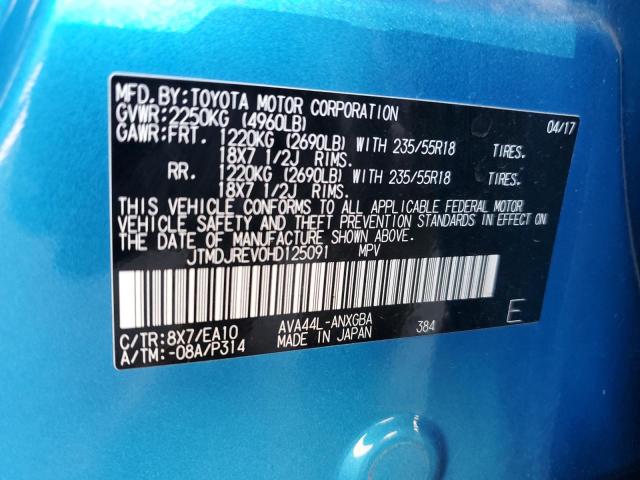 MFD. BY: TOYOTA MOTOR CORPORATION 04/17
GVWR: 2250KG (4960LB)
GAWR: FRT. 1220KG (2690LB) WITH 235/55R18 TIRES.
18X7 1/2J RIMS.
RR. 1220KG (2690LB) WITH 235/55R18 TIRES.
18X7 1/2J RIMS.
THIS VEHICLE CONFORMS TO ALL APPLICABLE FEDERAL MOTOR
VEHICLE SAFETY AND THEFT PREVENTION STANDARDS IN EFFECT ON
THE DATE OF MANUFACTURE SHOWN ABOVE.
JTMDJREV0HD125091 MPV
C/TR: 8X7/EA10 AVA44L-ANXGBA 384 E
A/TM: -08A/P314 MADE IN JAPAN